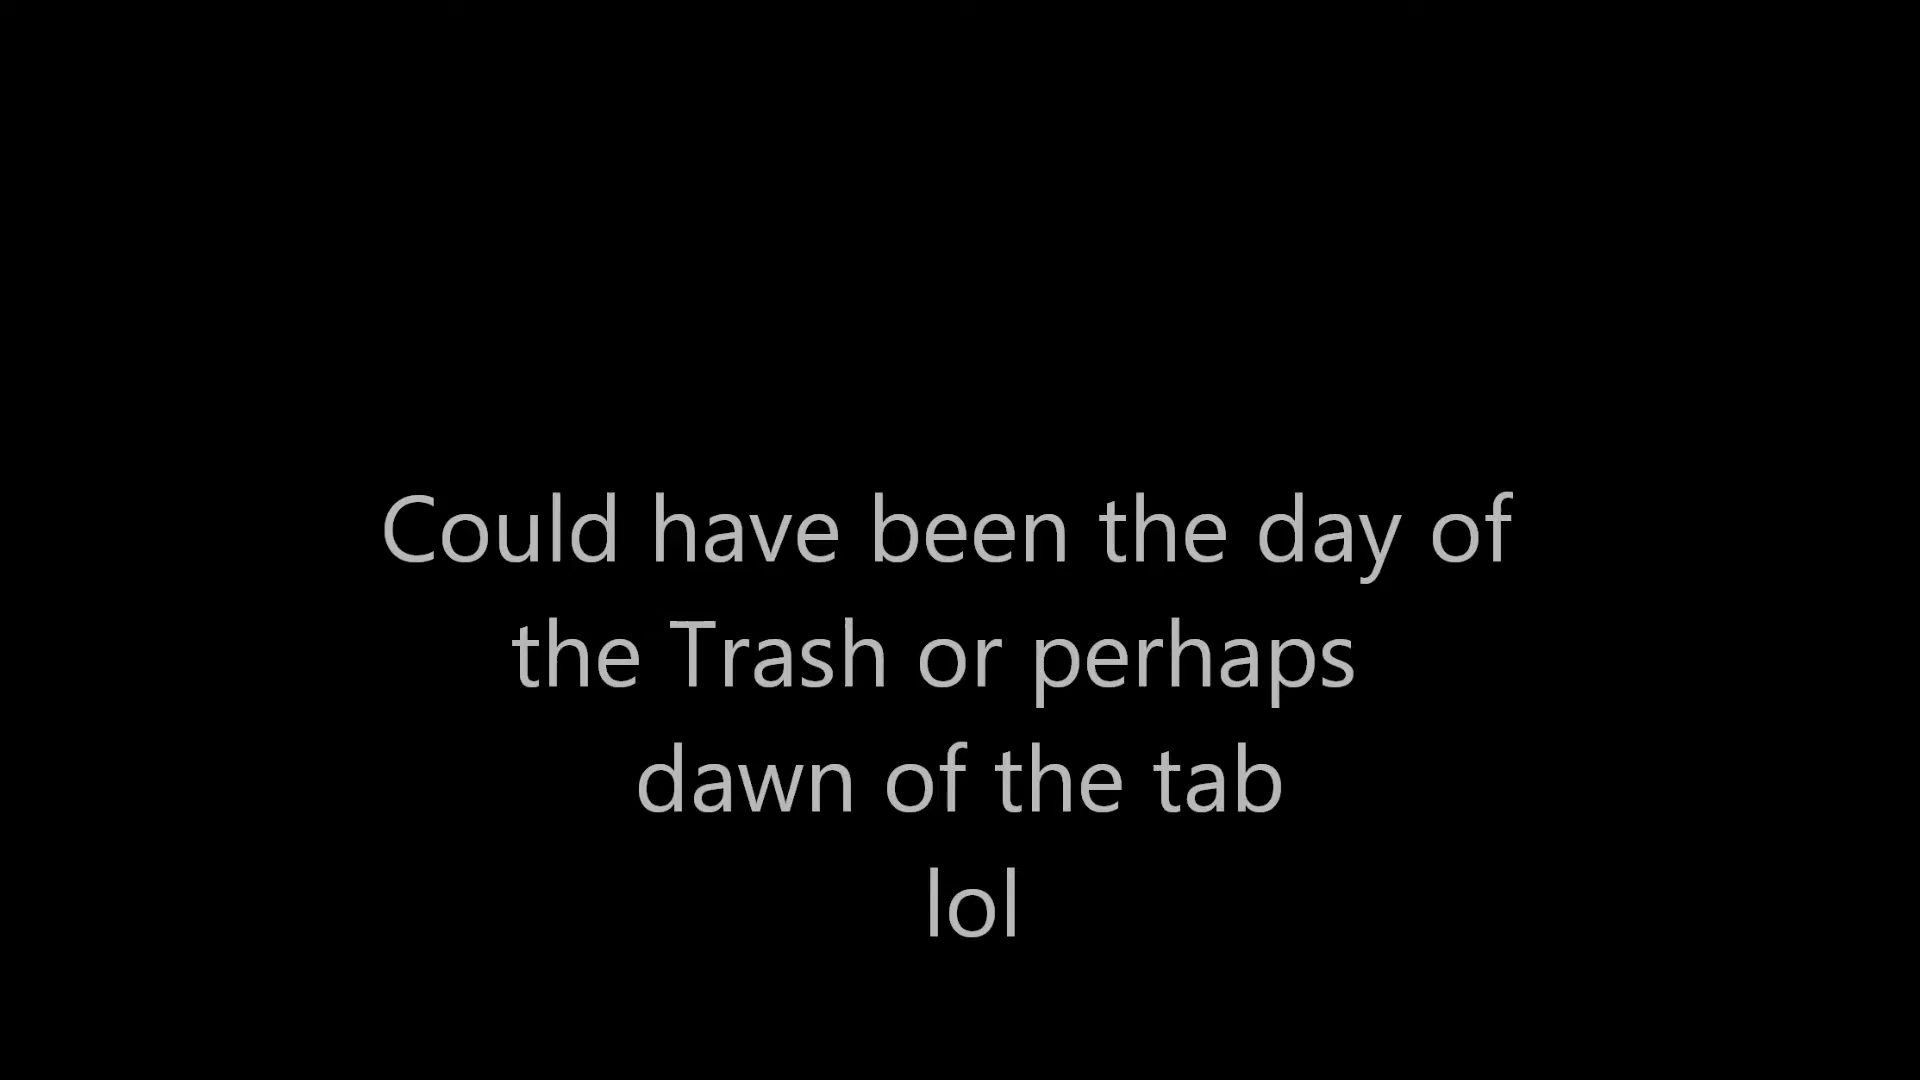 Could have been the day of
the Trash or perhaps
dawn of the tab
lol